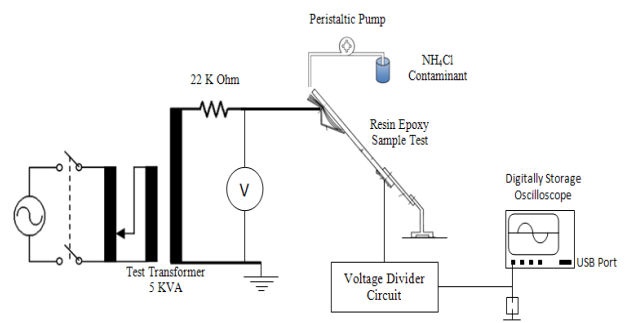 Peristaltic Pump
NH4Cl
Contaminant
22 K Ohm
Resin Epoxy
Sample Test
V
Digitally Storage
Oscilloscope
USB Port
Test Transformer
5 KVA
Voltage Divider
Circuit